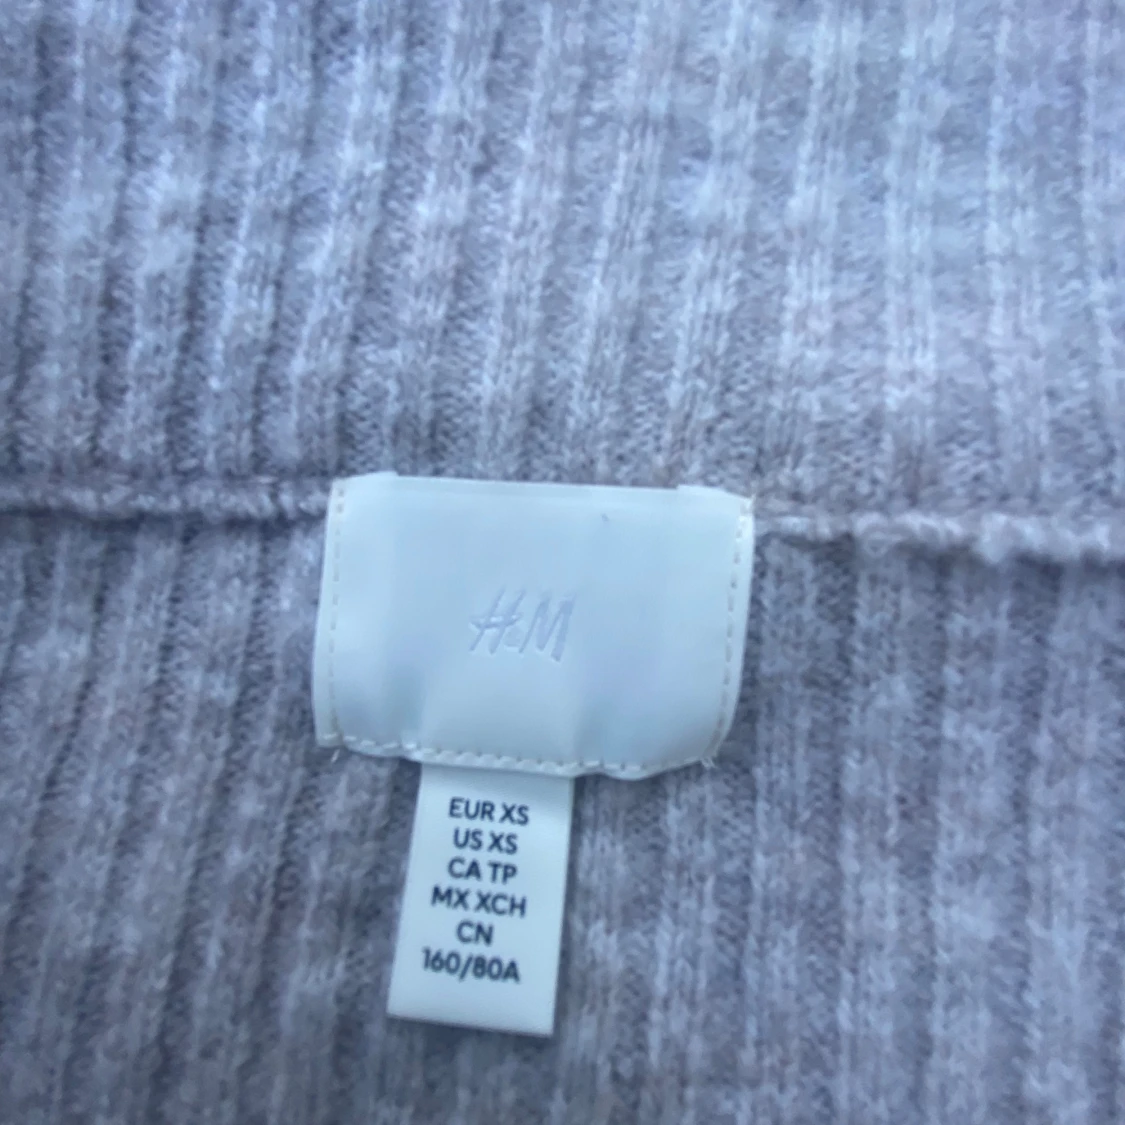 H&M
EUR XS
US XS
CA TP
MX XCH
CN
160/80A